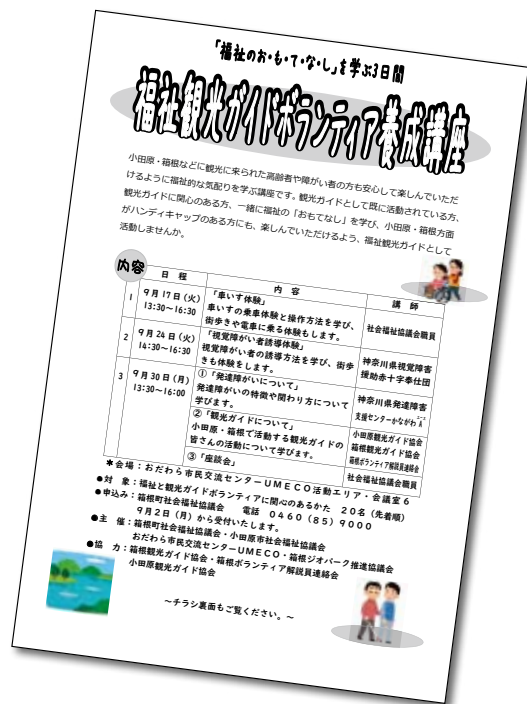 「福祉のお・も・て・な・し」を学ぶ3日間
福祉観光ガイドボランティア養成講座
小田原・箱根などに観光に来られた高齢者や障がい者の方も安心して楽しんでいただ
けるように福祉的な気配りを学ぶ講座です。観光ガイドとして既に活動されている方、
観光ガイドに関心のある方、一緒に福祉の「おもてなし」を学び、小田原・箱根方面
がハンディキャップのある方にも、楽しんでいただけるよう、福祉観光ガイドとして
活動しませんか。
内容
日 程 内 容 講 師
1 9月17日(火) 13:30~16:30
「車いす体験」
車いすの乗車体験と操作方法を学び、
街歩きや電車に乗る体験もします。
社会福祉協議会職員
2 9月24日(火) 14:30~16:30
「視覚障がい者誘導体験」
視覚障がい者の誘導方法を学び、街歩
きも体験をします。
神奈川県視覚障害
援助赤十字奉仕団
3 9月30日(月) 13:30~16:00
①「発達障がいについて」
発達障がいの特徴や関わり方について
学びます。
神奈川県発達障害
支援センターかながわA
②「観光ガイドについて」
小田原・箱根で活動する観光ガイドの
皆さんの活動について学びます。
小田原観光ガイド協会
箱根観光ガイド協会
箱根ボランティア解説員連絡会
③「座談会」
社会福祉協議会職員
*会場:おだわら市民交流センターUMECO活動エリア・会議室6
●対 象:福祉と観光ガイドボランティアに関心のあるかた 20名(先着順)
●申込み:箱根町社会福祉協議会 電話 0460(85)9000
9月2日(月)から受付いたします。
●主 催:箱根町社会福祉協議会・小田原市社会福祉協議会
おだわら市民交流センターUMECO・箱根ジオパーク推進協議会
●協 力:箱根観光ガイド協会・箱根ボランティア解説員連絡会
小田原観光ガイド協会
~チラシ裏面もご覧ください。~